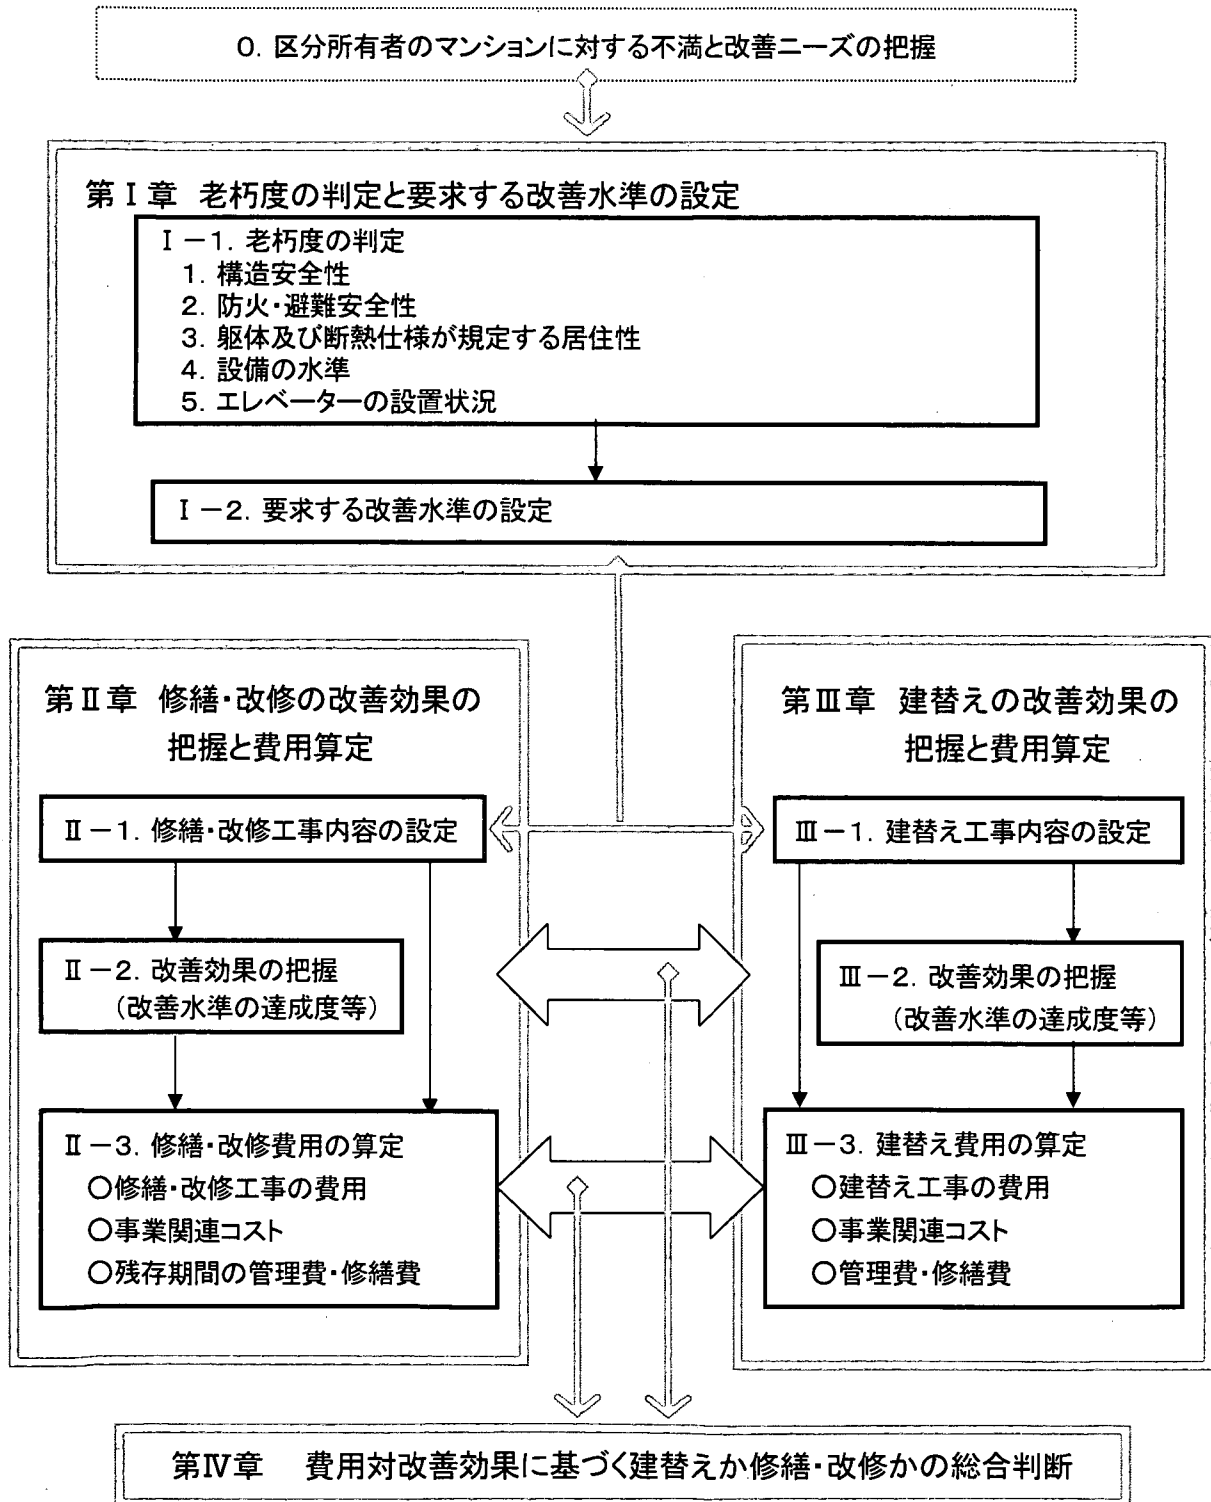 ０．区分所有者のマンションに対する不満と改善ニーズの把握
第Ⅰ章 老朽度の判定と要求する改善水準の設定
Ⅰ－１．老朽度の判定
１．構造安全性
２．防火・避難安全性
３．躯体及び断熱仕様が規定する居住性
４．設備の水準
５．エレベーターの設置状況
Ⅰ－２．要求する改善水準の設定
第Ⅱ章 修繕・改修の改善効果の
把握と費用算定
Ⅱ－１．修繕・改修工事内容の設定
Ⅱ－２．改善効果の把握
（改善水準の達成度等）
Ⅱ－３．修繕・改修費用の算定
○修繕・改修工事の費用
○事業関連コスト
○残存期間の管理費・修繕費
第Ⅲ章 建替えの改善効果の
把握と費用算定
Ⅲ－１．建替え工事内容の設定
Ⅲ－２．改善効果の把握
（改善水準の達成度等）
Ⅲ－３．建替え費用の算定
○建替え工事の費用
○事業関連コスト
○管理費・修繕費
第Ⅳ章 費用対改善効果に基づく建替えか修繕・改修かの総合判断